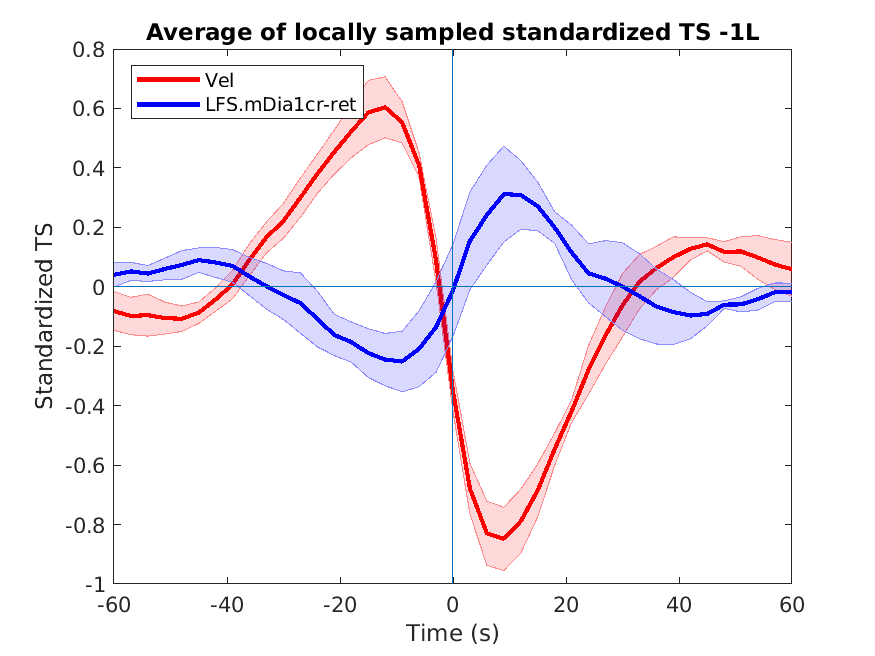 Average of locally sampled standardized TS -1L
Vel
LFS.mDia1cr-ret
Standardized TS
0.8
0.6
0.4
0.2
0
-0.2
-0.4
-0.6
-0.8
-1
-60 -40 -20 0 20 40 60
Time (s)